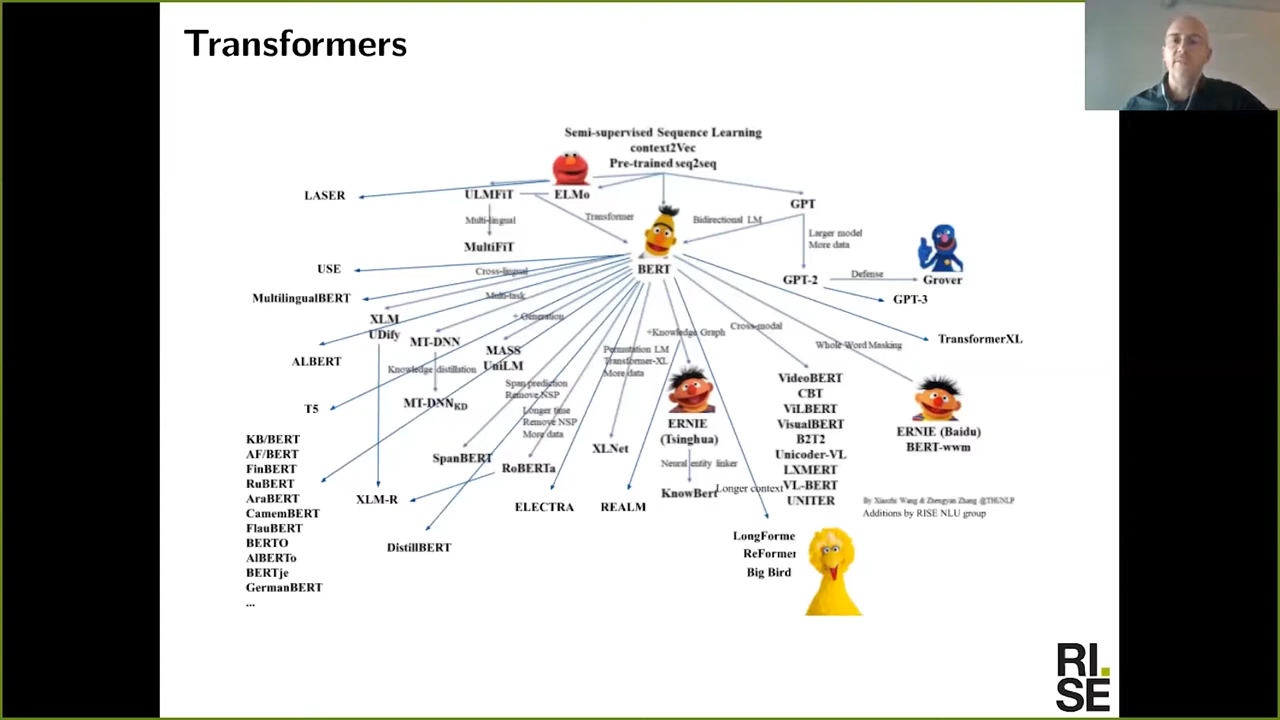 Transformers
Semi-supervised Sequence Learning
context2Vec
Pre-trained seq2seq
LASER
ULMFiT
ELMo
GPT
Multi-lingual
Transformer
Bidirectional LM
Larger model
More data
MultiFiT
USE
Cross-lingual
BERT
GPT-2
Defense
Grover
MultilingualBERT
Multi-task
GPT-3
XLM
UDify
+ Generation
+Knowledge Graph
Cross-modal
MT-DNN
Whole Word Masking
TransformerXL
ALBERT
MASS
UniLM
Permutation LM
Transformer-XL
More data
Knowledge distillation
VideoBERT
CBT
ViLBERT
VisualBERT
B2T2
Unicoder-VL
LXMERT
VL-BERT
UNITER
Span prediction
Remove NSP
T5
MT-DNNKD
Longer time
Remove NSP
More data
ERNIE
(Tsinghua)
ERNIE (Baidu)
BERT-wwm
KB/BERT
AF/BERT
FinBERT
RuBERT
AraBERT
CamemBERT
FlauBERT
BERTO
AlBERTo
BERTje
GermanBERT
...
SpanBERT
RoBERTa
XLNet
Neural entity linker
XLM-R
ELECTRA
REALM
KnowBert
Longer context
By Xiaozhi Wang & Zhengyan Zhang @THUNLP
Additions by RISE NLU group
DistillBERT
LongForme
ReFormer
Big Bird
RI.
SE